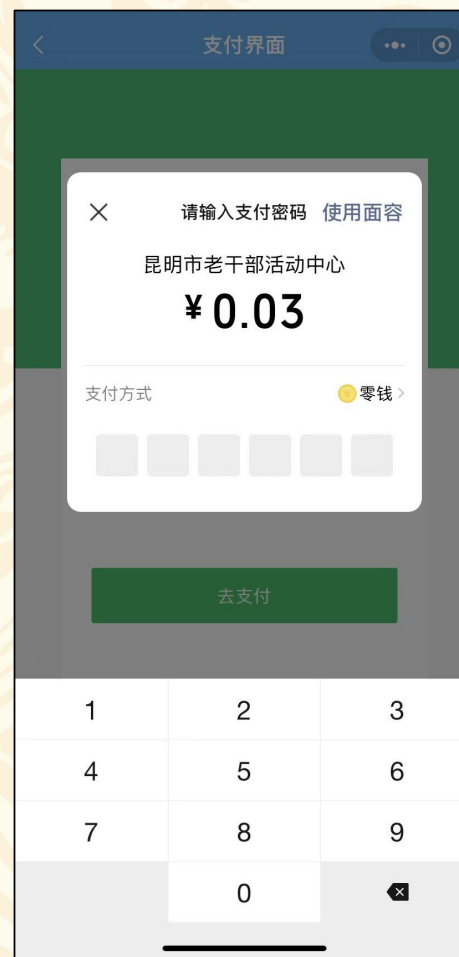 支付界面
请输入支付密码 使用面容
昆明市老干部活动中心
¥0.03
支付方式 零钱
去支付
1 2 3
4 5 6
7 8 9
0